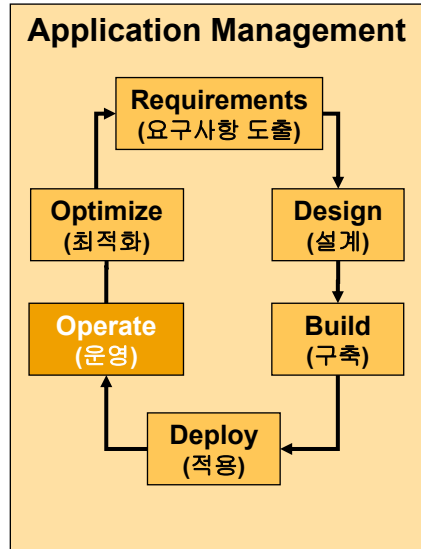 Application Management
Requirements
(요구사항 도출)
Optimize
(최적화)
Design
(설계)
Operate
(운영)
Build
(구축)
Deploy
(적용)